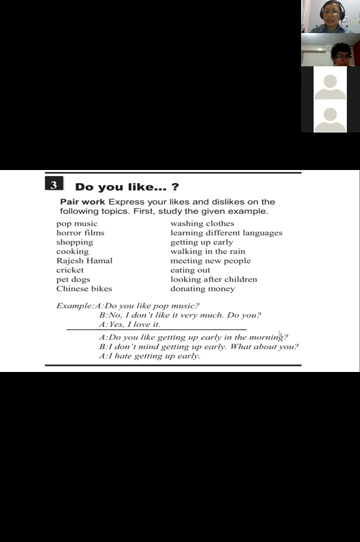 3 Do you like... ?
Pair work Express your likes and dislikes on the
following topics. First, study the given example.
pop music
horror films
shopping
cooking
Rajesh Hamal
cricket
pet dogs
Chinese bikes
washing clothes
learning different languages
getting up early
walking in the rain
meeting new people
eating out
looking after children
donating money
Example:A:Do you like pop music?
B:No, I don't like it very much. Do you?
A:Yes, I love it.
A:Do you like getting up early in the morning?
B:I don't mind getting up early. What about you?
A:I hate getting up early.